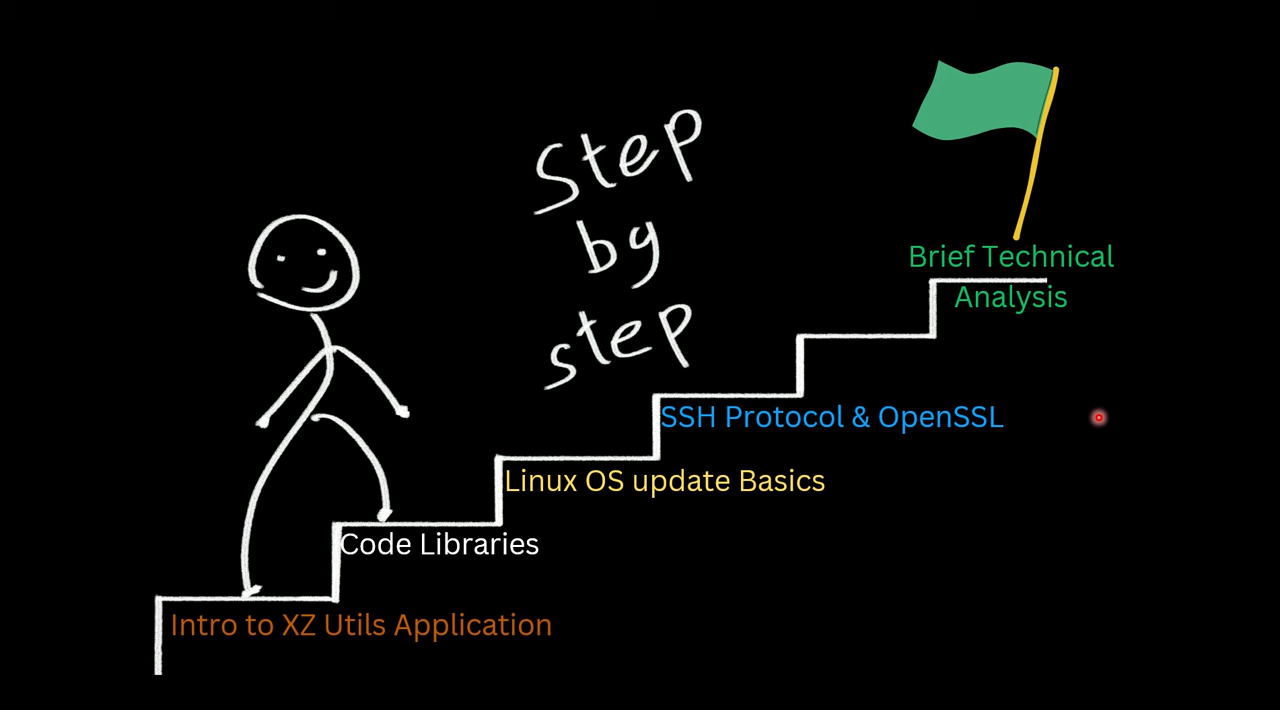 Step
by
step
Brief Technical
Analysis
SSH Protocol & OpenSSL
Linux OS update Basics
Code Libraries
Intro to XZ Utils Application